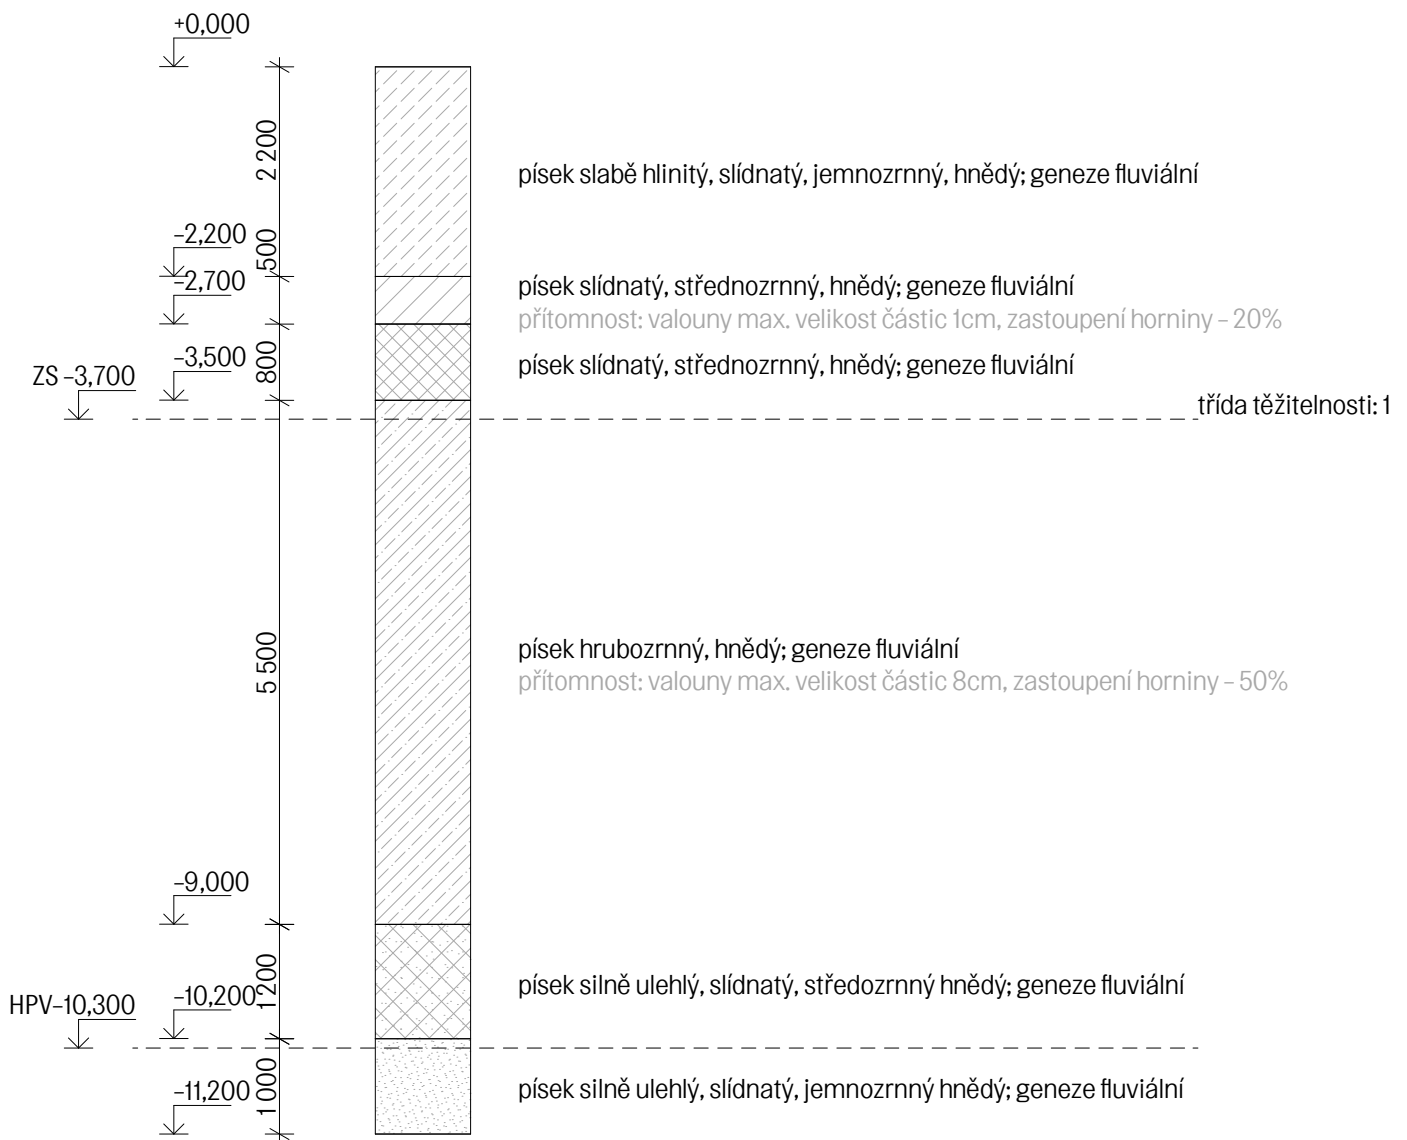 +0,000
2 200
písek slabě hlinitý, slídnatý, jemnozrnný, hnědý; geneze fluviální
-2,200
500
-2,700
písek slídnatý, střednozrnný, hnědý; geneze fluviální
přítomnost: valouny max. velikost částic 1cm, zastoupení horniny - 20%
-3,500
800
písek slídnatý, střednozrnný, hnědý; geneze fluviální
ZS -3,700
třída těžitelnosti: 1
5 500
písek hrubozrnný, hnědý; geneze fluviální
přítomnost: valouny max. velikost částic 8cm, zastoupení horniny - 50%
-9,000
1 200
písek silně ulehlý, slídnatý, středozrnný hnědý; geneze fluviální
HPV-10,300
-10,200
-11,200
1 000
písek silně ulehlý, slídnatý, jemnozrnný hnědý; geneze fluviální